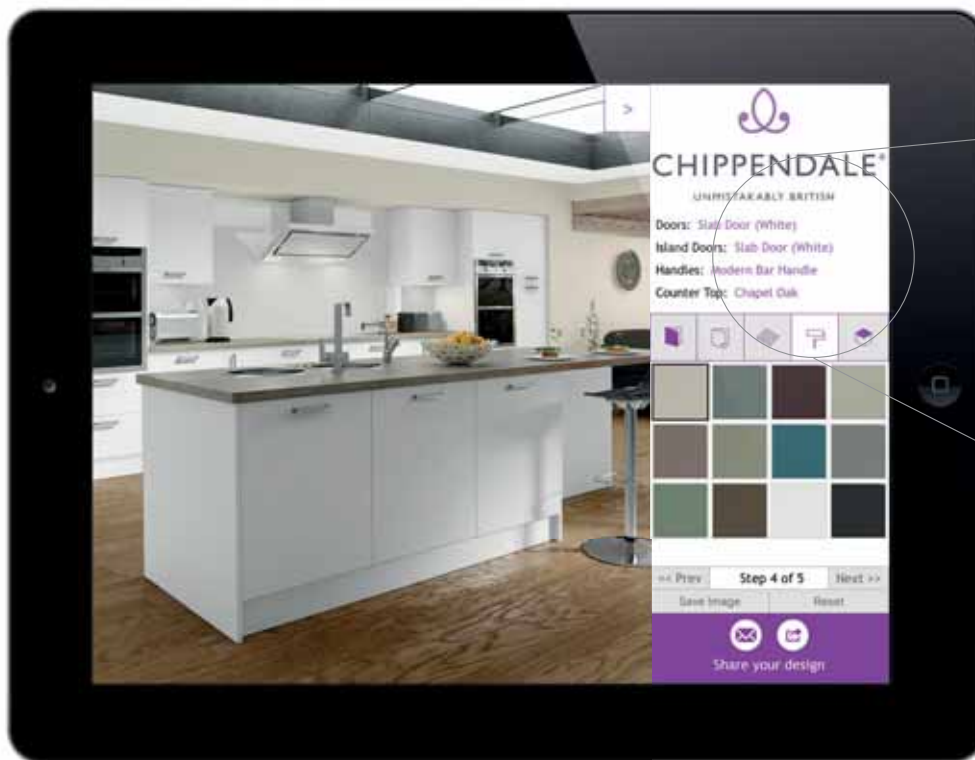 >
CHIPPENDALE®
UNMISTAKABLY BRITISH
Doors: Slab Door (White)
Island Doors: Slab Door (White)
Handles: Modern Bar Handle
Counter Top: Chapel Oak
<< Prev Step 4 of 5 Next >>
Save Image Reset
Share your design